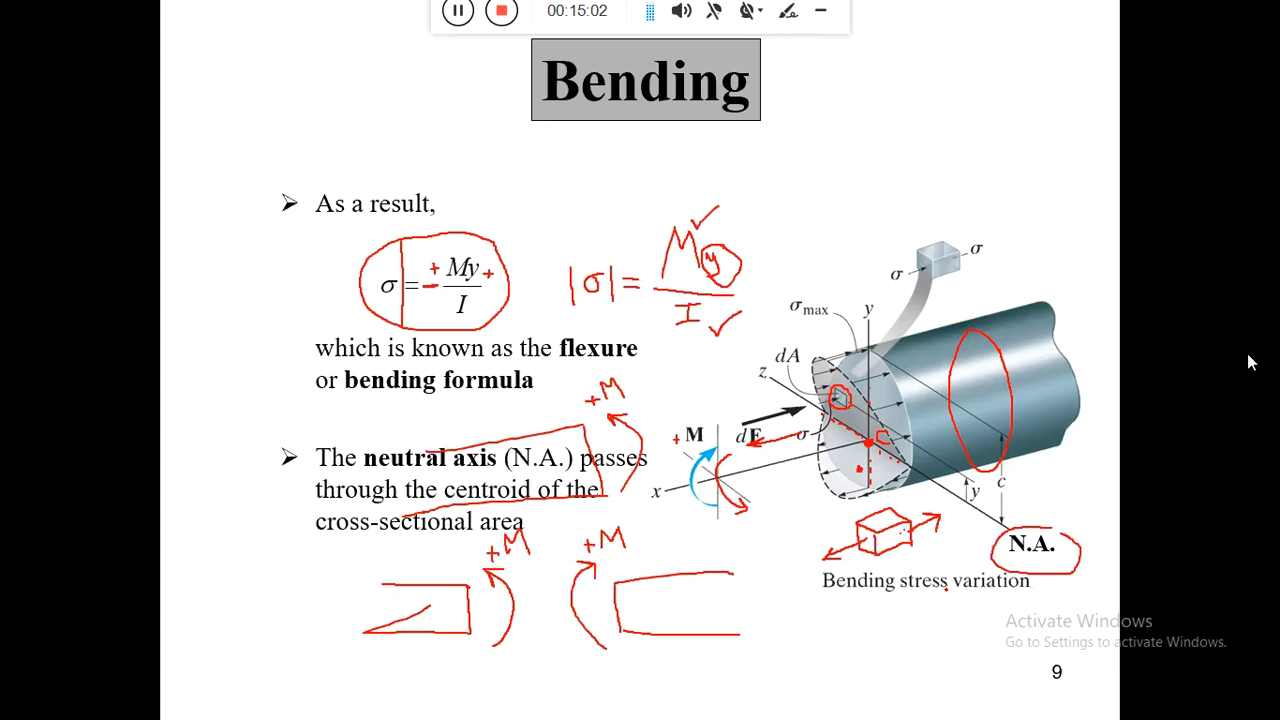 00:15:02
Bending
➢ As a result,
σ = - + My + / I
|σ| = My / I
which is known as the flexure
or bending formula
+M
➢ The neutral axis (N.A.) passes
through the centroid of the
cross-sectional area
+M
+M
σ
σ
σmax
y
dA
z
+ M
dF
σ
C
x
y
c
N.A.
Bending stress variation
Activate Windows
Go to Settings to activate Windows.
9